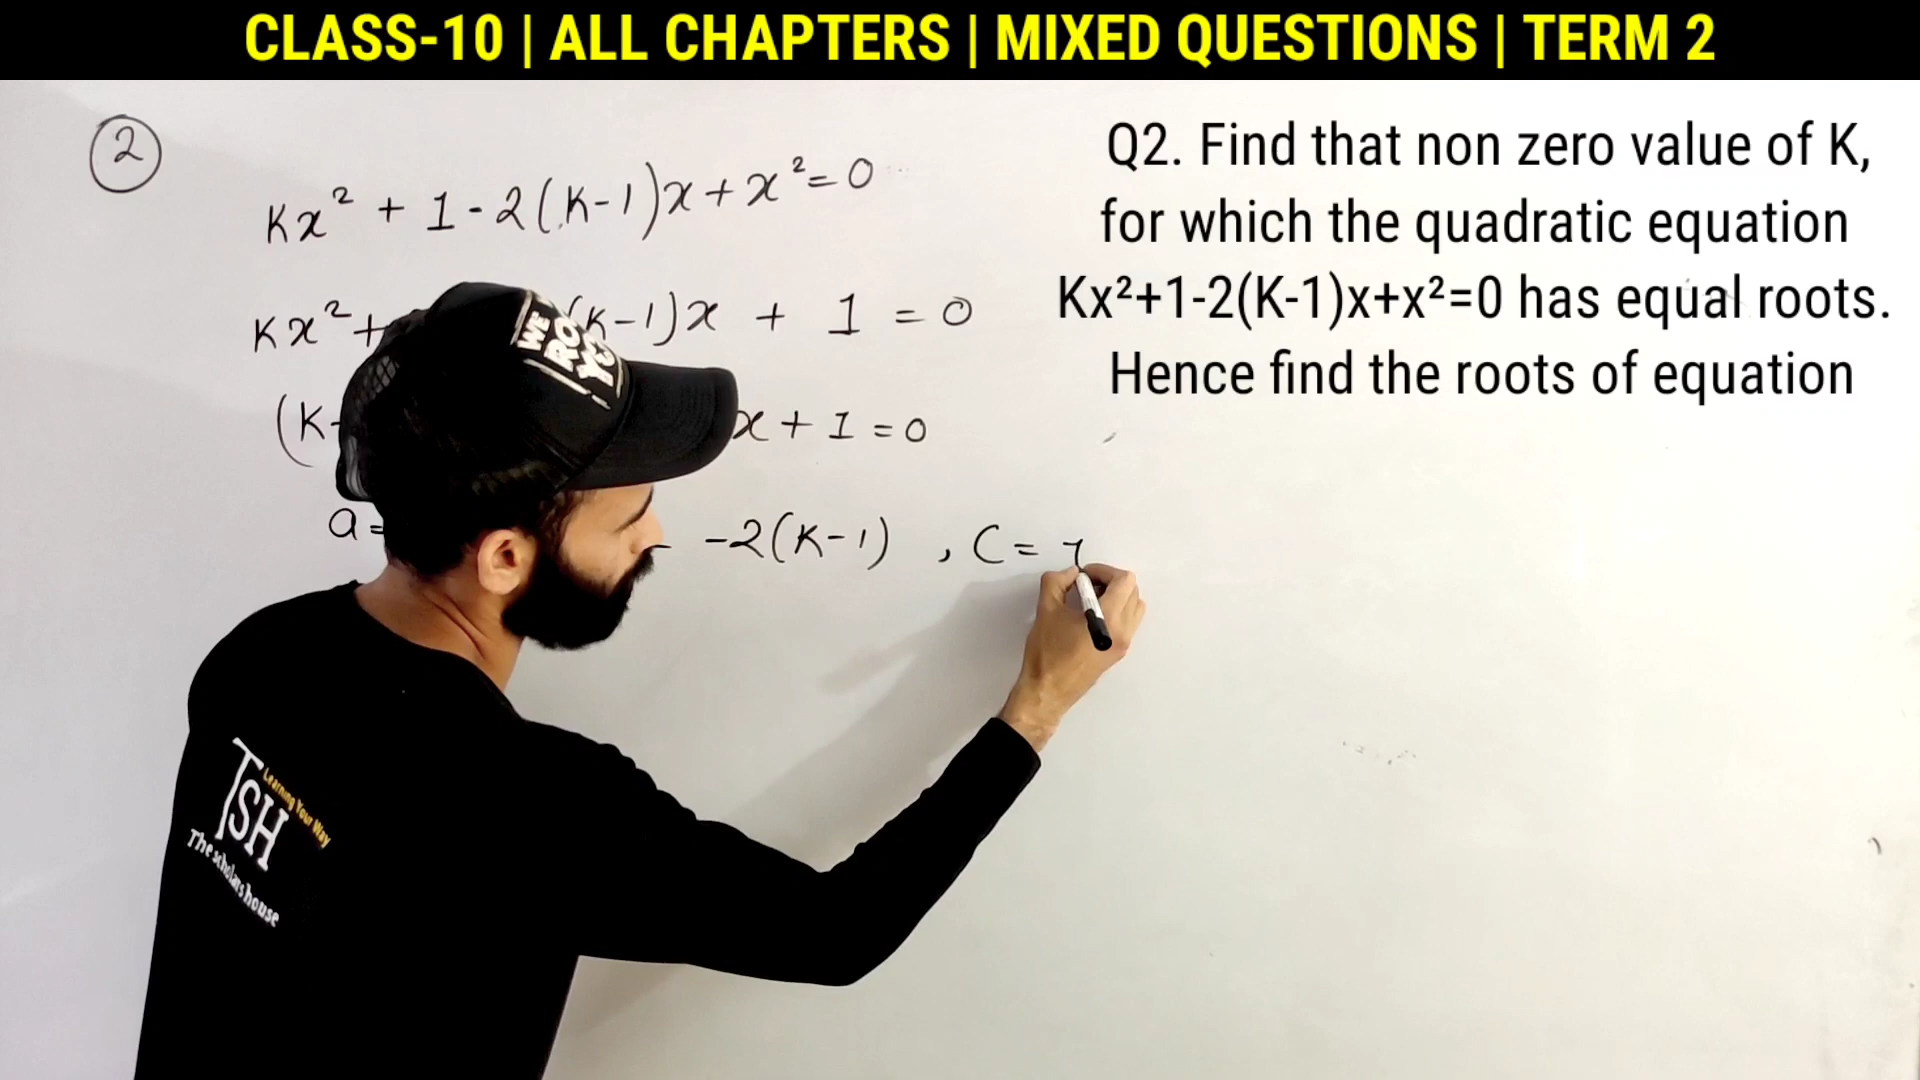 CLASS-10 | ALL CHAPTERS | MIXED QUESTIONS | TERM 2
2
Kx² + 1-2(K-1)x+x²=0
Kx²+ (K-1)x + 1 = 0
(K- x+1=0
a= -2(K-1) , C=
Q2. Find that non zero value of K,
for which the quadratic equation
Kx²+1-2(K-1)x+x²=0 has equal roots.
Hence find the roots of equation
WE
TSH
Learning Your Way
The scholars house